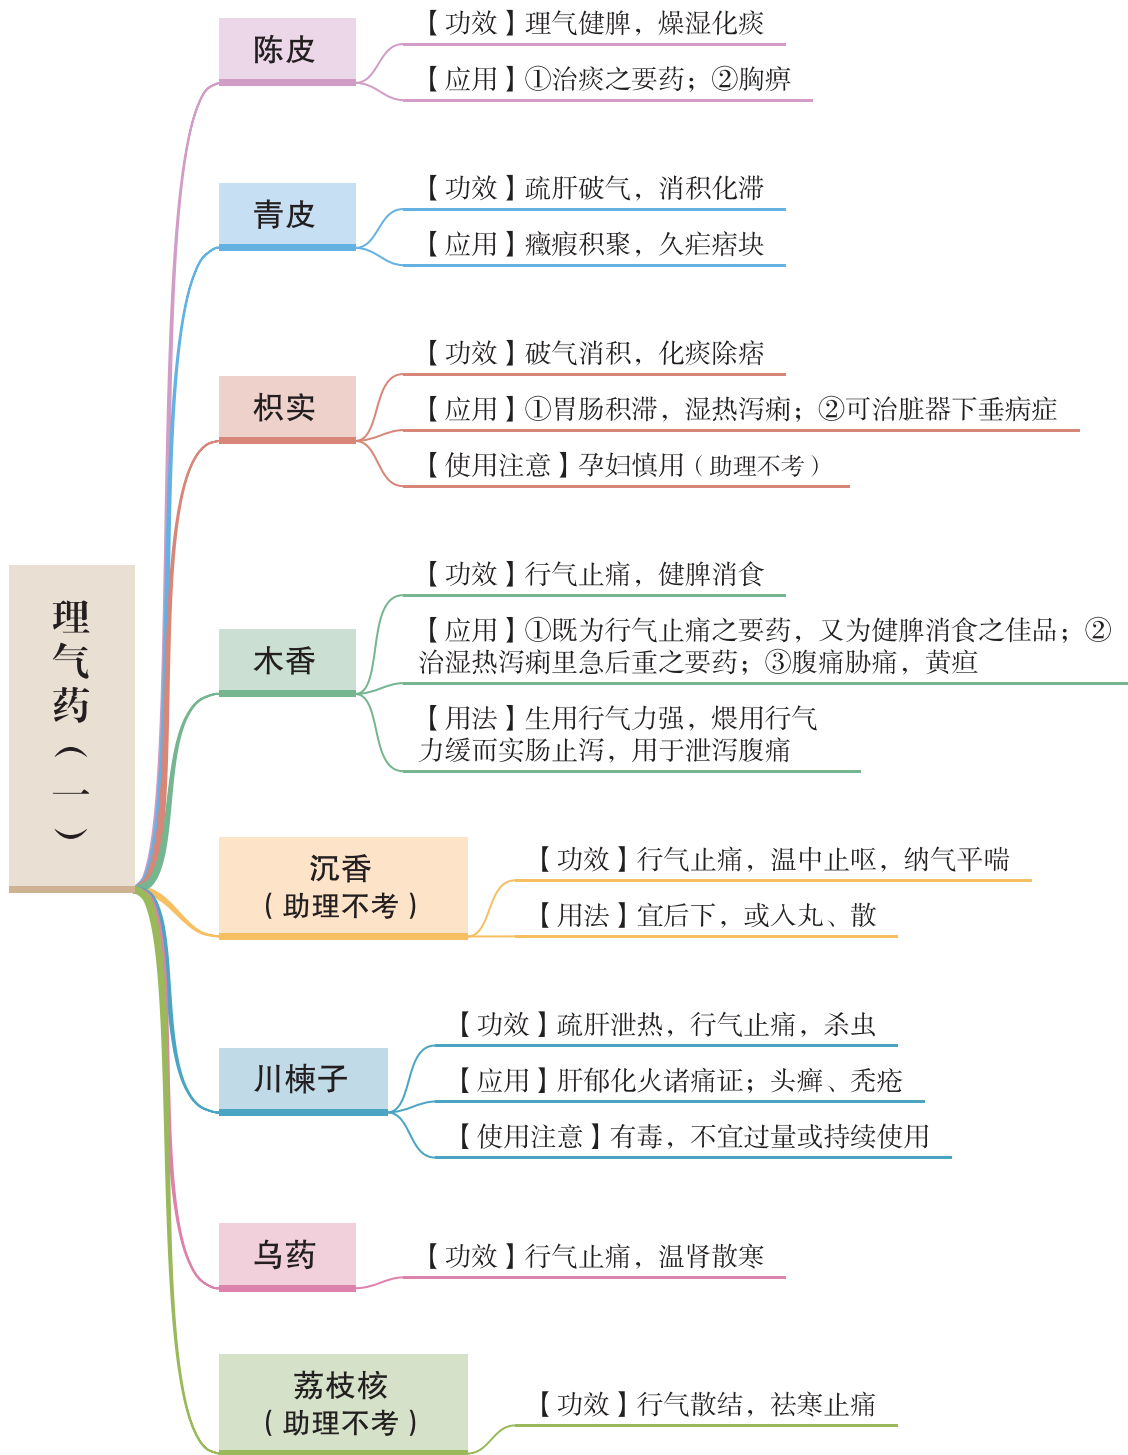 理气药（一）
陈皮
【功效】理气健脾，燥湿化痰
【应用】①治痰之要药；②胸痹
青皮
【功效】疏肝破气，消积化滞
【应用】癥瘕积聚，久疟痞块
枳实
【功效】破气消积，化痰除痞
【应用】①胃肠积滞，湿热泻痢；②可治脏器下垂病症
【使用注意】孕妇慎用（助理不考）
木香
【功效】行气止痛，健脾消食
【应用】①既为行气止痛之要药，又为健脾消食之佳品；②
治湿热泻痢里急后重之要药；③腹痛胁痛，黄疸
【用法】生用行气力强，煨用行气
力缓而实肠止泻，用于泄泻腹痛
沉香
（助理不考）
【功效】行气止痛，温中止呕，纳气平喘
【用法】宜后下，或入丸、散
川楝子
【功效】疏肝泄热，行气止痛，杀虫
【应用】肝郁化火诸痛证；头癣、秃疮
【使用注意】有毒，不宜过量或持续使用
乌药
【功效】行气止痛，温肾散寒
荔枝核
（助理不考）
【功效】行气散结，祛寒止痛